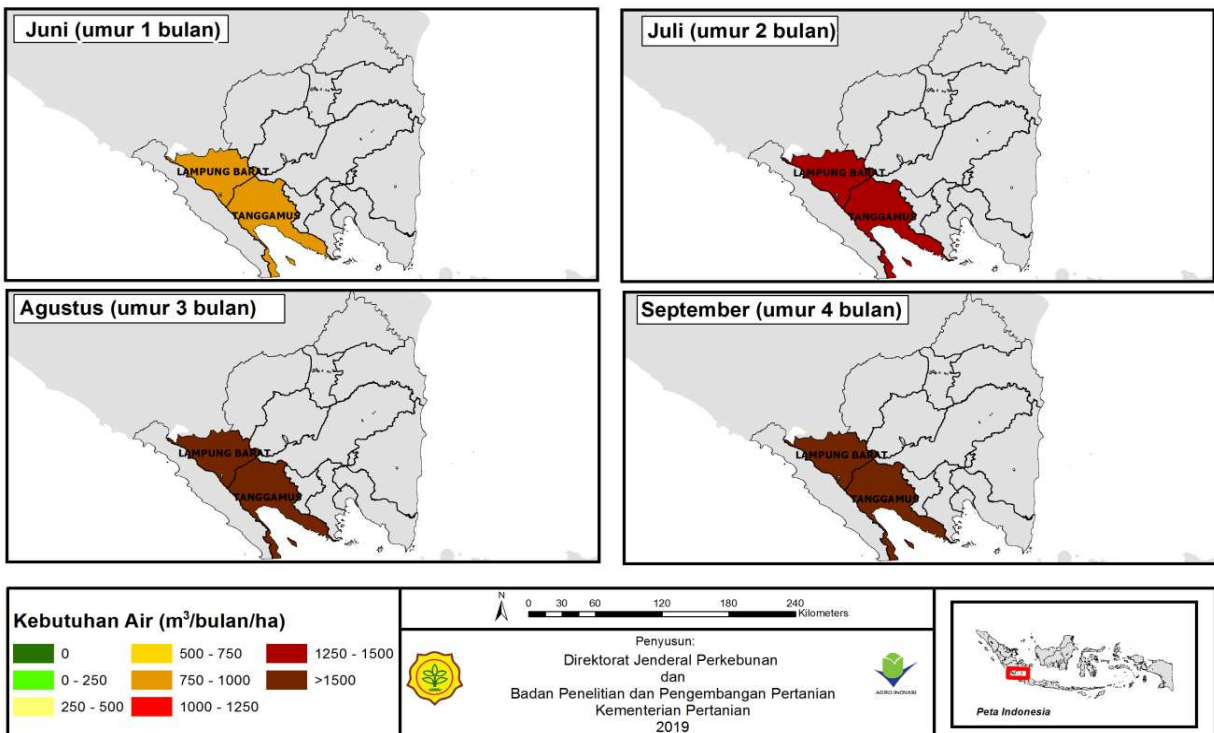 Juni (umur 1 bulan)
LAMPUNG BARAT
TANGGAMUS
Juli (umur 2 bulan)
LAMPUNG BARAT
TANGGAMUS
Agustus (umur 3 bulan)
LAMPUNG BARAT
TANGGAMUS
September (umur 4 bulan)
LAMPUNG BARAT
TANGGAMUS
Kebutuhan Air (m³/bulan/ha)
0
0 - 250
250 - 500
500 - 750
750 - 1000
1000 - 1250
1250 - 1500
>1500
N
0 30 60 120 180 240
Kilometers
Penyusun:
Direktorat Jenderal Perkebunan
dan
Badan Penelitian dan Pengembangan Pertanian
Kementerian Pertanian
2019
AGRO INOVASI
Peta Indonesia